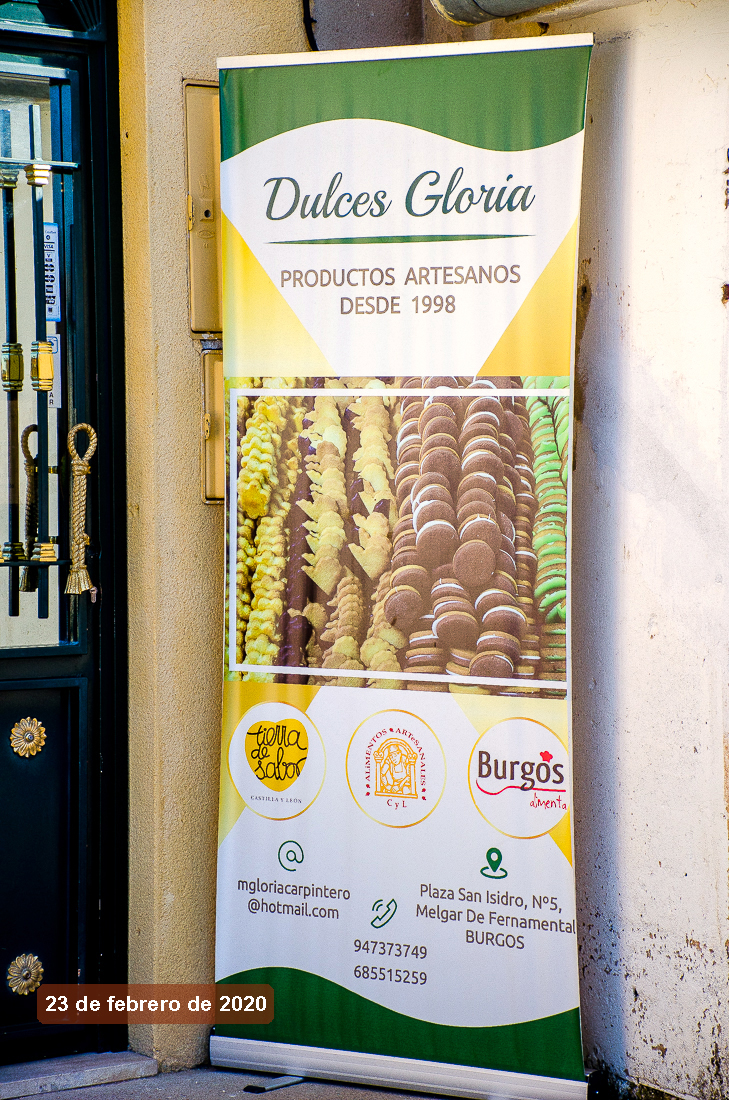 Dulces Gloria
PRODUCTOS ARTESANOS
DESDE 1998
tierra
de
sabor
CASTILLA Y LEÓN
ALIMENTOS ARTESANALES
C y L
Burgos
alimenta
mgloriacarpintero
@hotmail.com
947373749
685515259
Plaza San Isidro, Nº5,
Melgar De Fernamental
BURGOS
VISA
23 de febrero de 2020